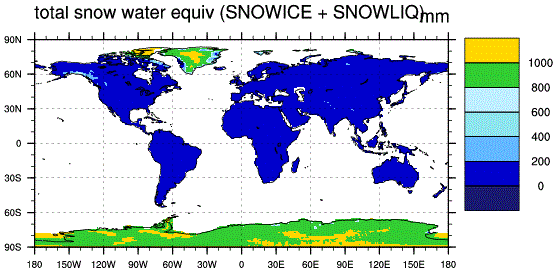 total snow water equiv (SNOWICE + SNOWLIQ)mm
90N
60N
30N
0
30S
60S
90S
180 150W 120W 90W 60W 30W 0 30E 60E 90E 120E 150E 180
1000
800
600
400
200
0